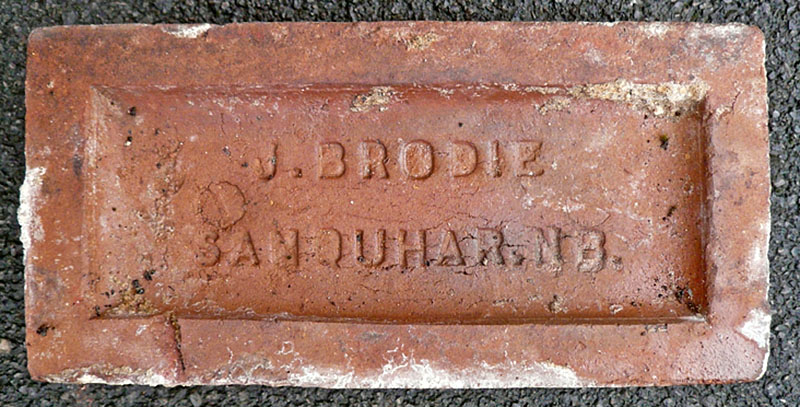 J. BRODIE
SANQUHAR. N B.